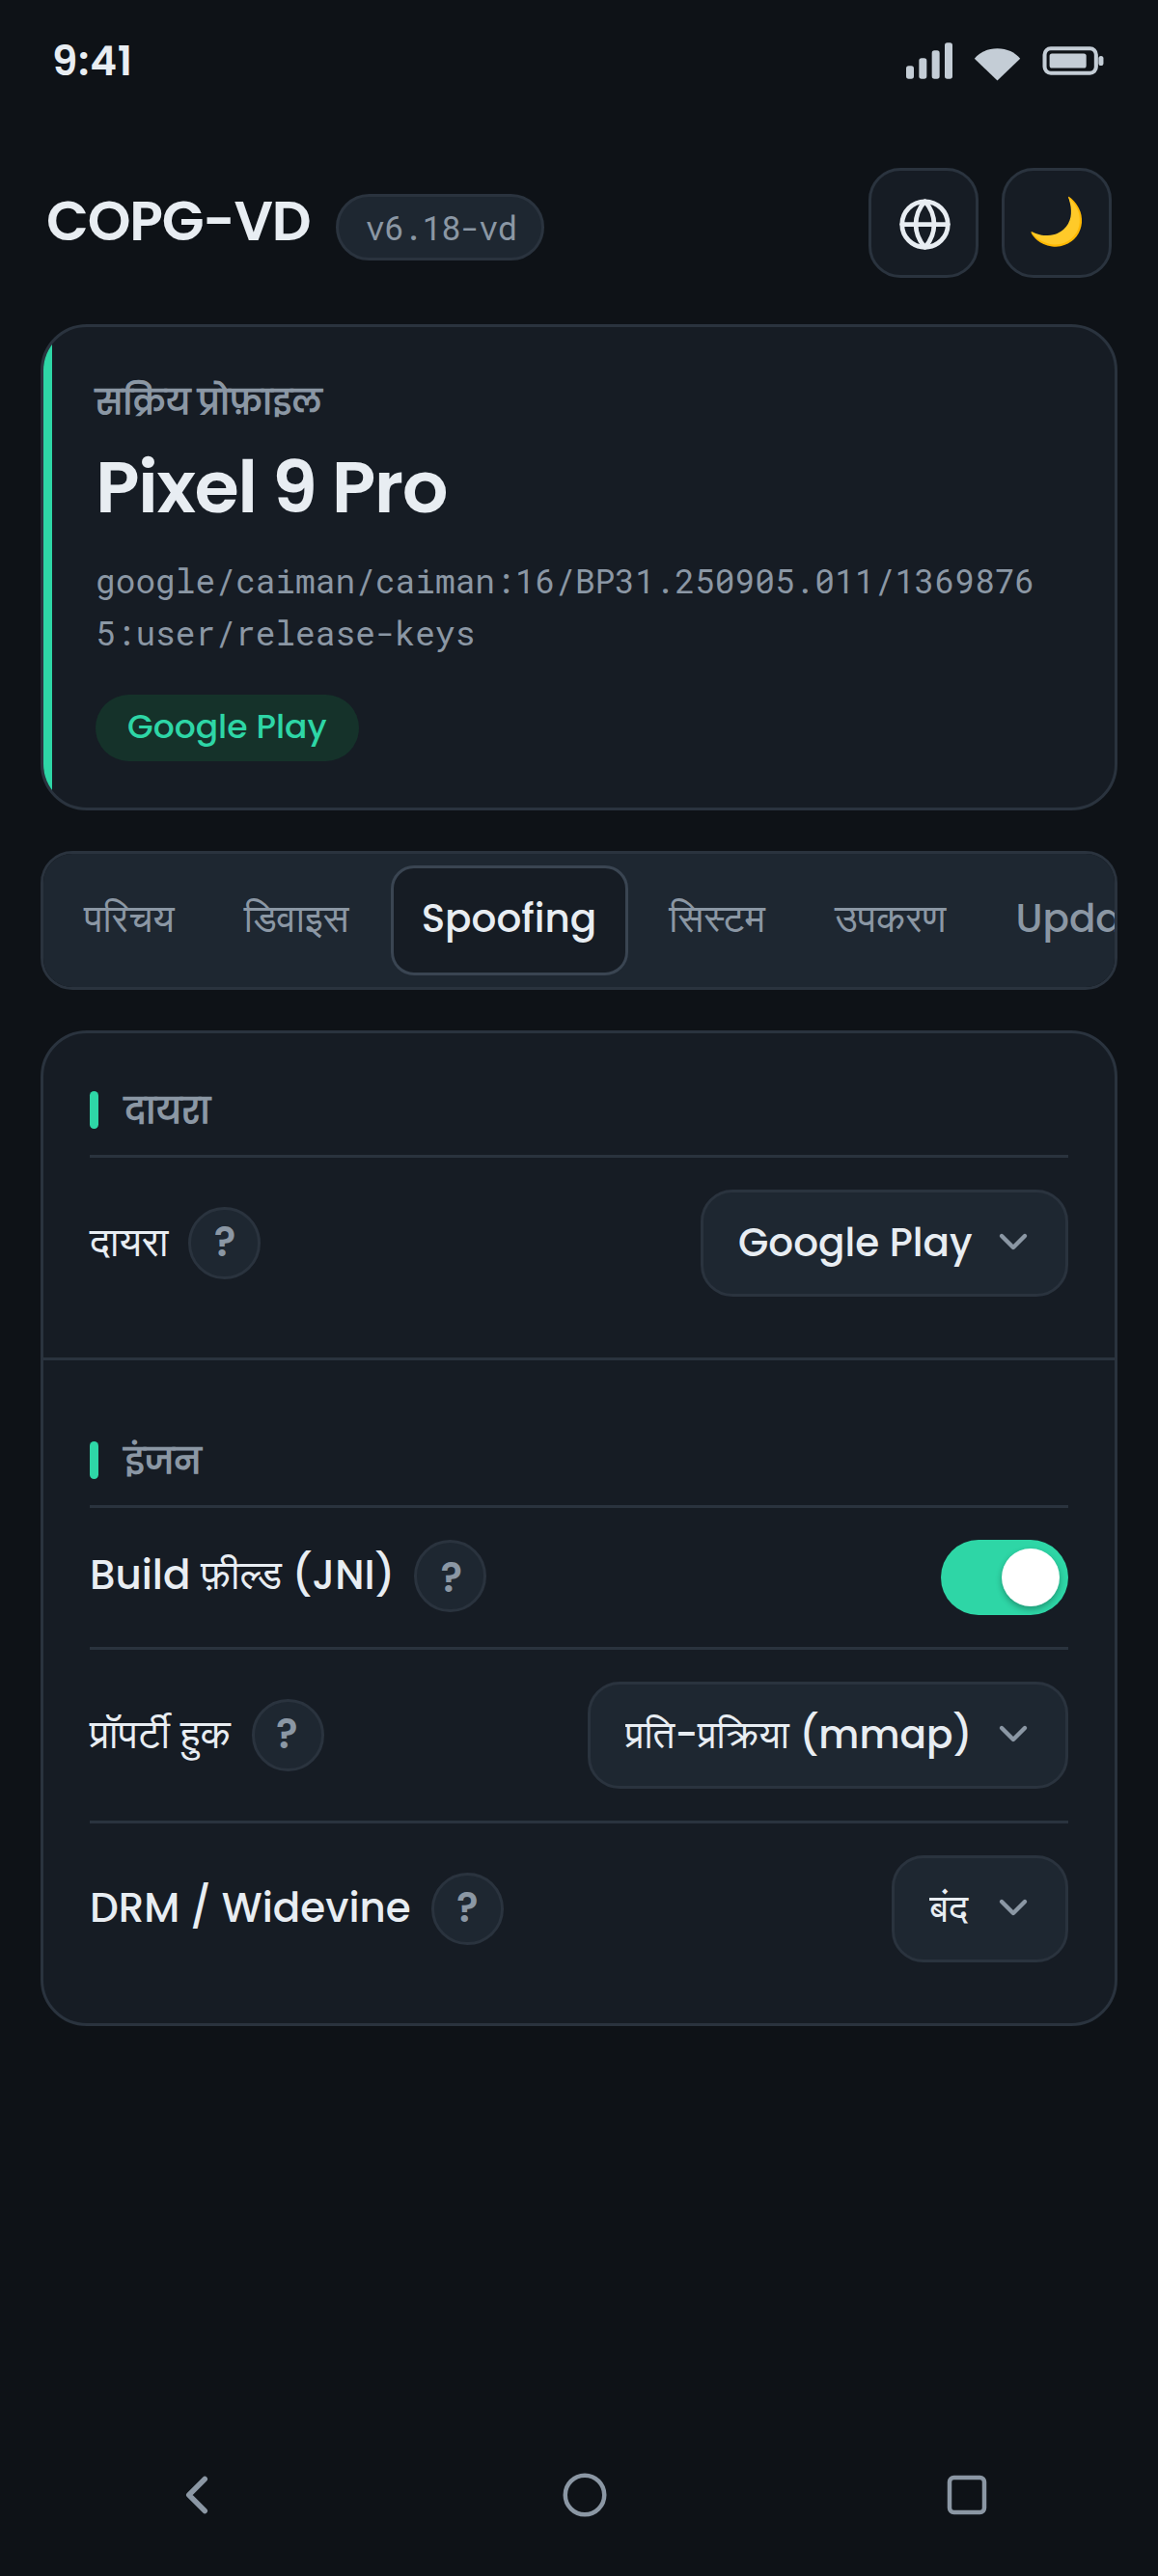 9:41
COPG-VD v6.18-vd
सक्रिय प्रोफ़ाइल
Pixel 9 Pro
google/caiman/caiman:16/BP31.250905.011/1369876
5:user/release-keys
Google Play
परिचय डिवाइस Spoofing सिस्टम उपकरण Upda
दायरा
दायरा ? Google Play
इंजन
Build फ़ील्ड (JNI) ?
प्रॉपर्टी हुक ? प्रति-प्रक्रिया (mmap)
DRM / Widevine ? बंद